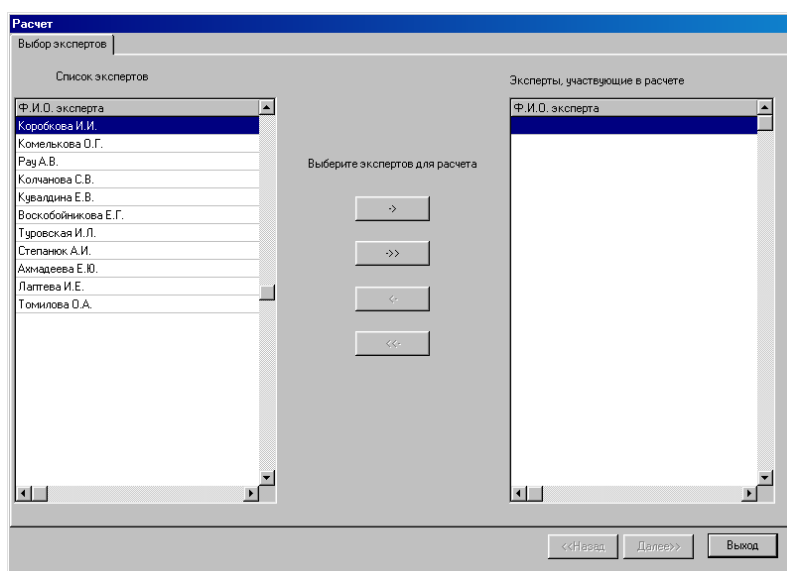 Расчет
Выбор экспертов
Список экспертов
Эксперты, участвующие в расчете
Ф.И.О. эксперта
Коробкова И.И.
Комелькова О.Г.
Рау А.В.
Колчанова С.В.
Кувалдина Е.В.
Воскобойникова Е.Г.
Туровская И.Л.
Степанюк А.И.
Ахмадеева Е.Ю.
Лаптева И.Е.
Томилова О.А.
Выберите экспертов для расчета
->
->>
<-
<<-
Ф.И.О. эксперта
<<Назад
Далее>>
Выход